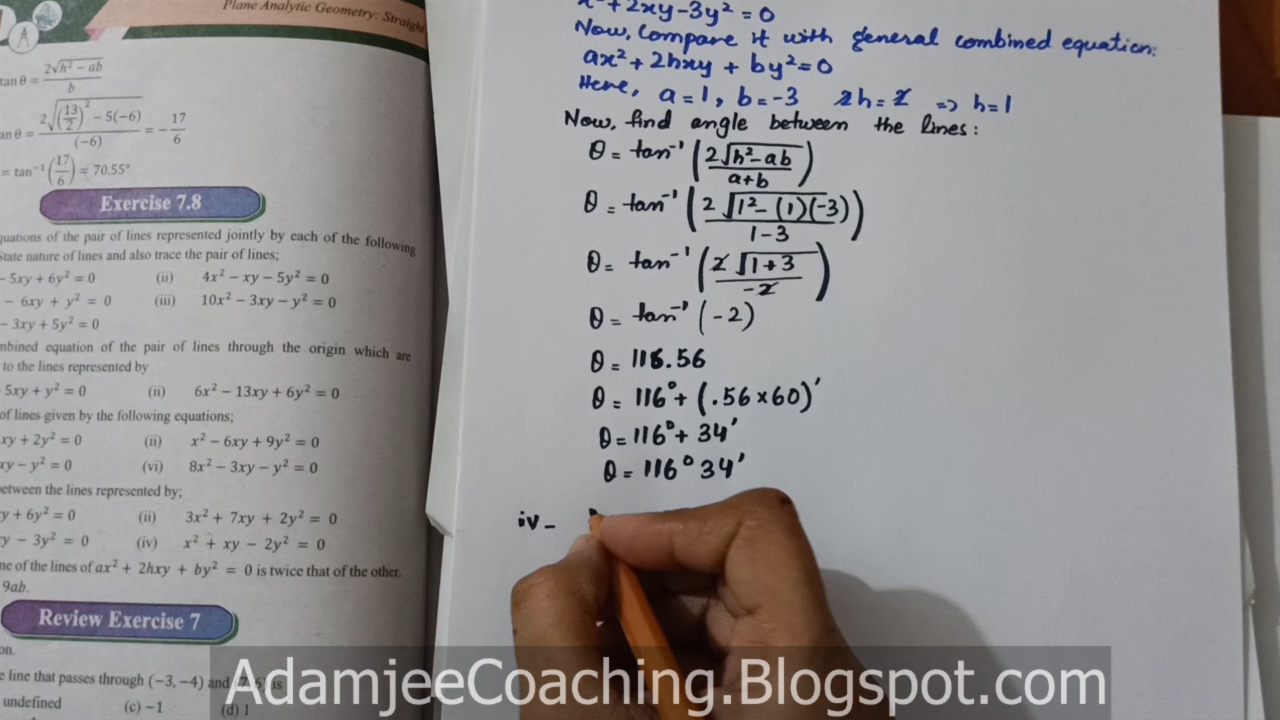 Plane Analytic Geometry: Straigh
tan θ = 2√h² − ab / b
an θ = 2√(13/2)² − 5(−6) / (−6) = − 17/6
= tan⁻¹ (17/6) = 70.55°
Exercise 7.8
quations of the pair of lines represented jointly by each of the following
State nature of lines and also trace the pair of lines;
− 5xy + 6y² = 0 (ii) 4x² − xy − 5y² = 0
− 6xy + y² = 0 (iii) 10x² − 3xy − y² = 0
− 3xy + 5y² = 0
mbined equation of the pair of lines through the origin which are
to the lines represented by
5xy + y² = 0 (ii) 6x² − 13xy + 6y² = 0
of lines given by the following equations;
xy + 2y² = 0 (ii) x² − 6xy + 9y² = 0
xy − y² = 0 (vi) 8x² − 3xy − y² = 0
between the lines represented by;
y + 6y² = 0 (ii) 3x² + 7xy + 2y² = 0
y − 3y² = 0 (iv) x² + xy − 2y² = 0
ne of the lines of ax² + 2hxy + by² = 0 is twice that of the other.
9ab.
Review Exercise 7
on.
e line that passes through (−3, −4) and
undefined (c) −1 (d) 1
x² + 2xy − 3y² = 0
Now, Compare it with general combined equation:
ax² + 2hxy + by² = 0
Here, a = 1, b = −3 2h = 2 => h = 1
Now, find angle between the lines:
θ = tan⁻¹ (2√h² − ab / a+b)
θ = tan⁻¹ (2√1² − (1)(−3) / 1 − 3)
θ = tan⁻¹ (2√1+3 / −2)
θ = tan⁻¹ (−2)
θ = 116.56
θ = 116° + (.56 × 60)′
θ = 116° + 34′
θ = 116° 34′
iv −
AdamjeeCoaching.Blogspot.com